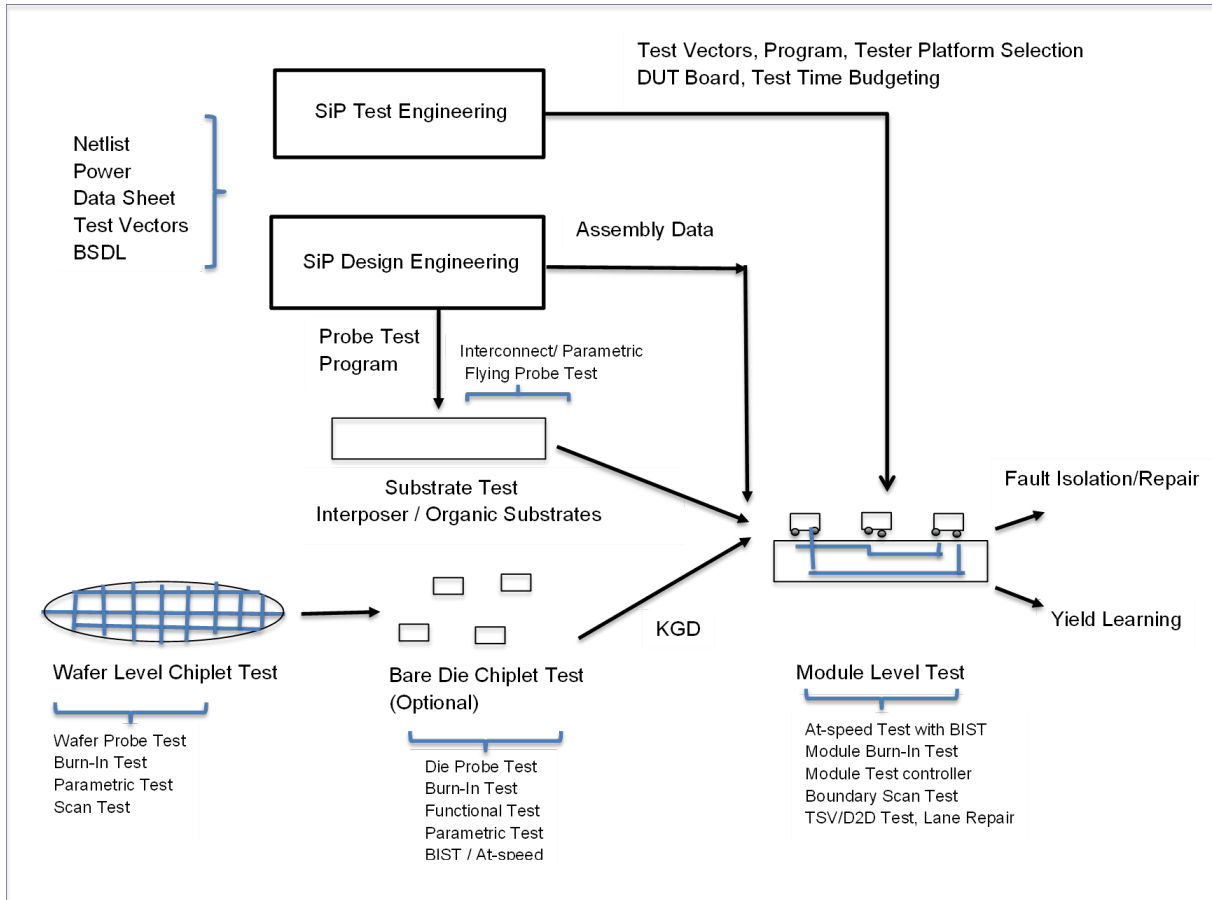 Test Vectors, Program, Tester Platform Selection
DUT Board, Test Time Budgeting
SiP Test Engineering
Netlist
Power
Data Sheet
Test Vectors
BSDL
Assembly Data
SiP Design Engineering
Probe Test
Program
Interconnect/ Parametric
Flying Probe Test
Substrate Test
Interposer / Organic Substrates
Fault Isolation/Repair
KGD
Yield Learning
Wafer Level Chiplet Test
Wafer Probe Test
Burn-In Test
Parametric Test
Scan Test
Bare Die Chiplet Test
(Optional)
Die Probe Test
Burn-In Test
Functional Test
Parametric Test
BIST / At-speed
Module Level Test
At-speed Test with BIST
Module Burn-In Test
Module Test controller
Boundary Scan Test
TSV/D2D Test, Lane Repair